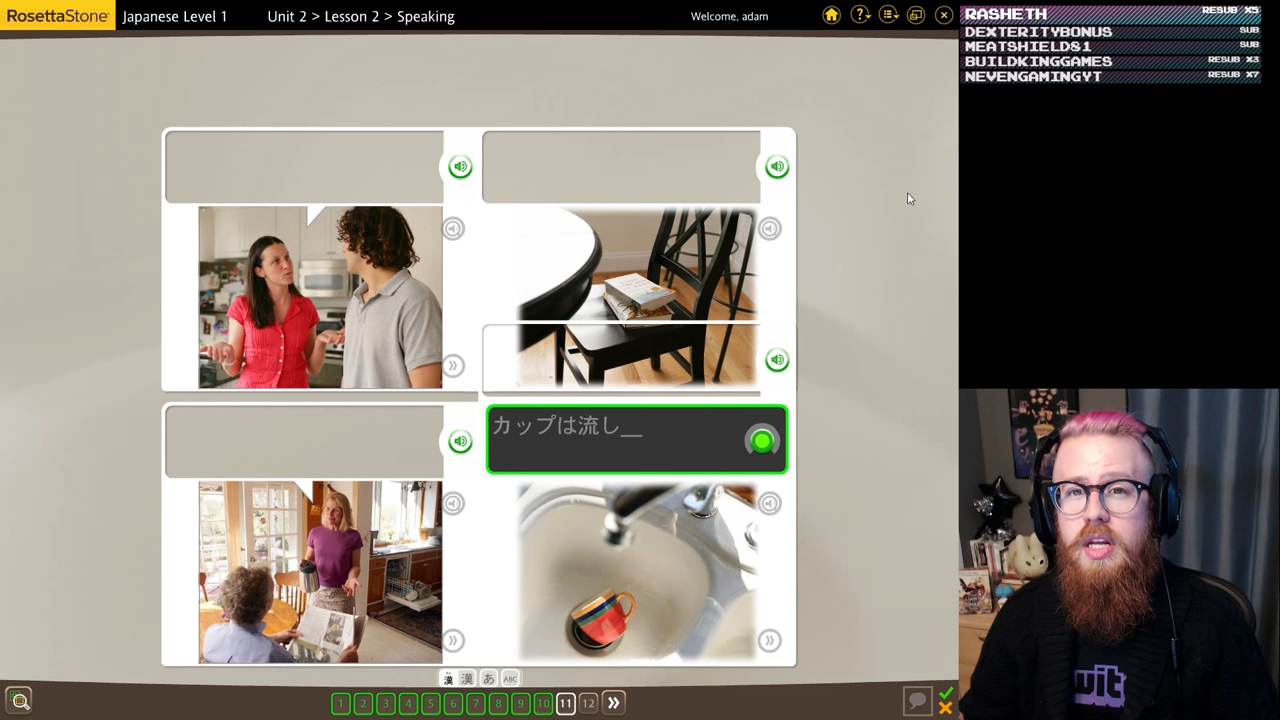 RosettaStone
Japanese Level 1
Unit 2 > Lesson 2 > Speaking
Welcome, adam
?
RASHETH RESUB X5
DEXTERITYBONUS SUB
MEATSHIELD81 SUB
BUILDKINGGAMES RESUB X3
NEVENGAMINGYT RESUB X7
カップは流し__
漢 漢 あ ABC
1 2 3 4 5 6 7 8 9 10 11 12